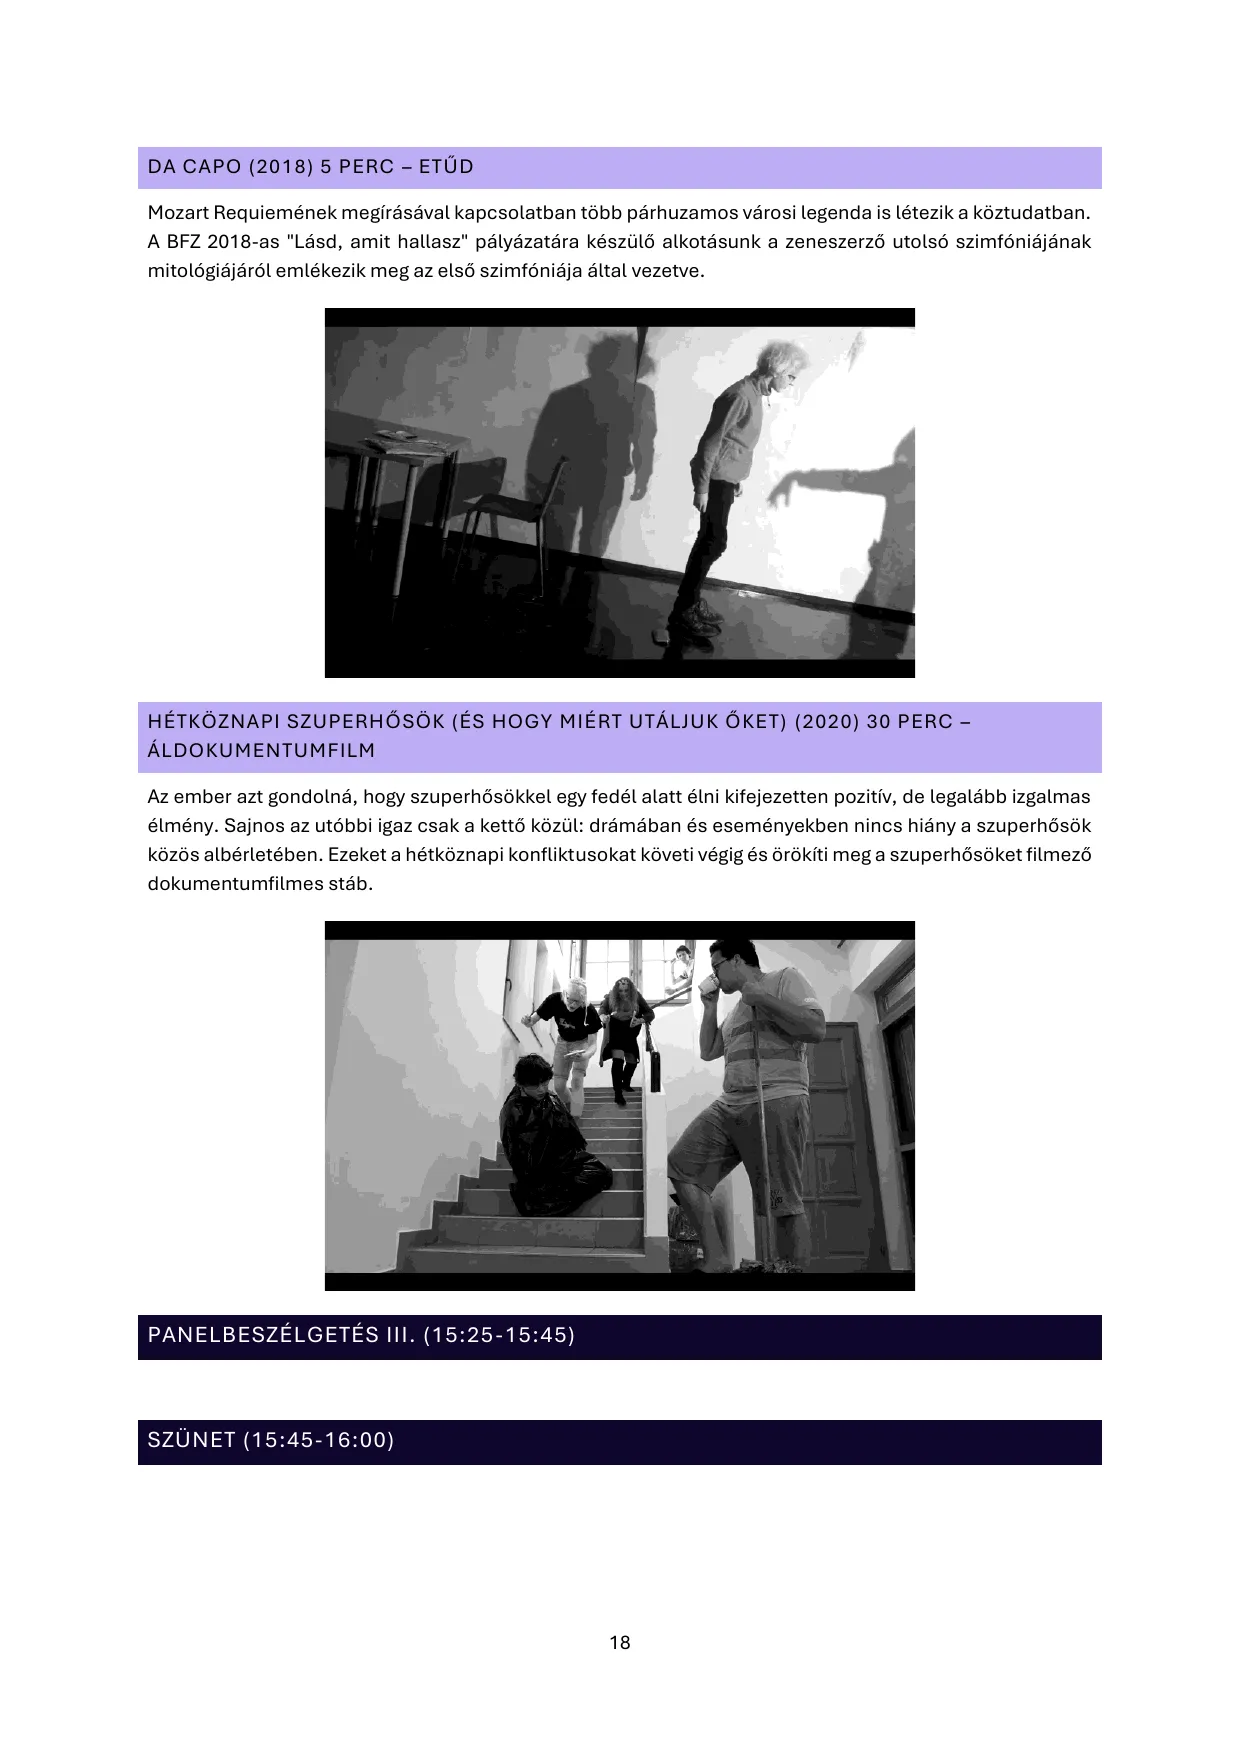 DA CAPO (2018) 5 PERC – ETŰD
Mozart Requiemének megírásával kapcsolatban több párhuzamos városi legenda is létezik a köztudatban.
A BFZ 2018-as "Lásd, amit hallasz" pályázatára készülő alkotásunk a zeneszerző utolsó szimfóniájának
mitológiájáról emlékezik meg az első szimfóniája által vezetve.
HÉTKÖZNAPI SZUPERHŐSÖK (ÉS HOGY MIÉRT UTÁLJUK ŐKET) (2020) 30 PERC –
ÁLDOKUMENTUMFILM
Az ember azt gondolná, hogy szuperhősökkel egy fedél alatt élni kifejezetten pozitív, de legalább izgalmas
élmény. Sajnos az utóbbi igaz csak a kettő közül: drámában és eseményekben nincs hiány a szuperhősök
közös albérletében. Ezeket a hétköznapi konfliktusokat követi végig és örökíti meg a szuperhősöket filmező
dokumentumfilmes stáb.
PANELBESZÉLGETÉS III. (15:25-15:45)
SZÜNET (15:45-16:00)
18